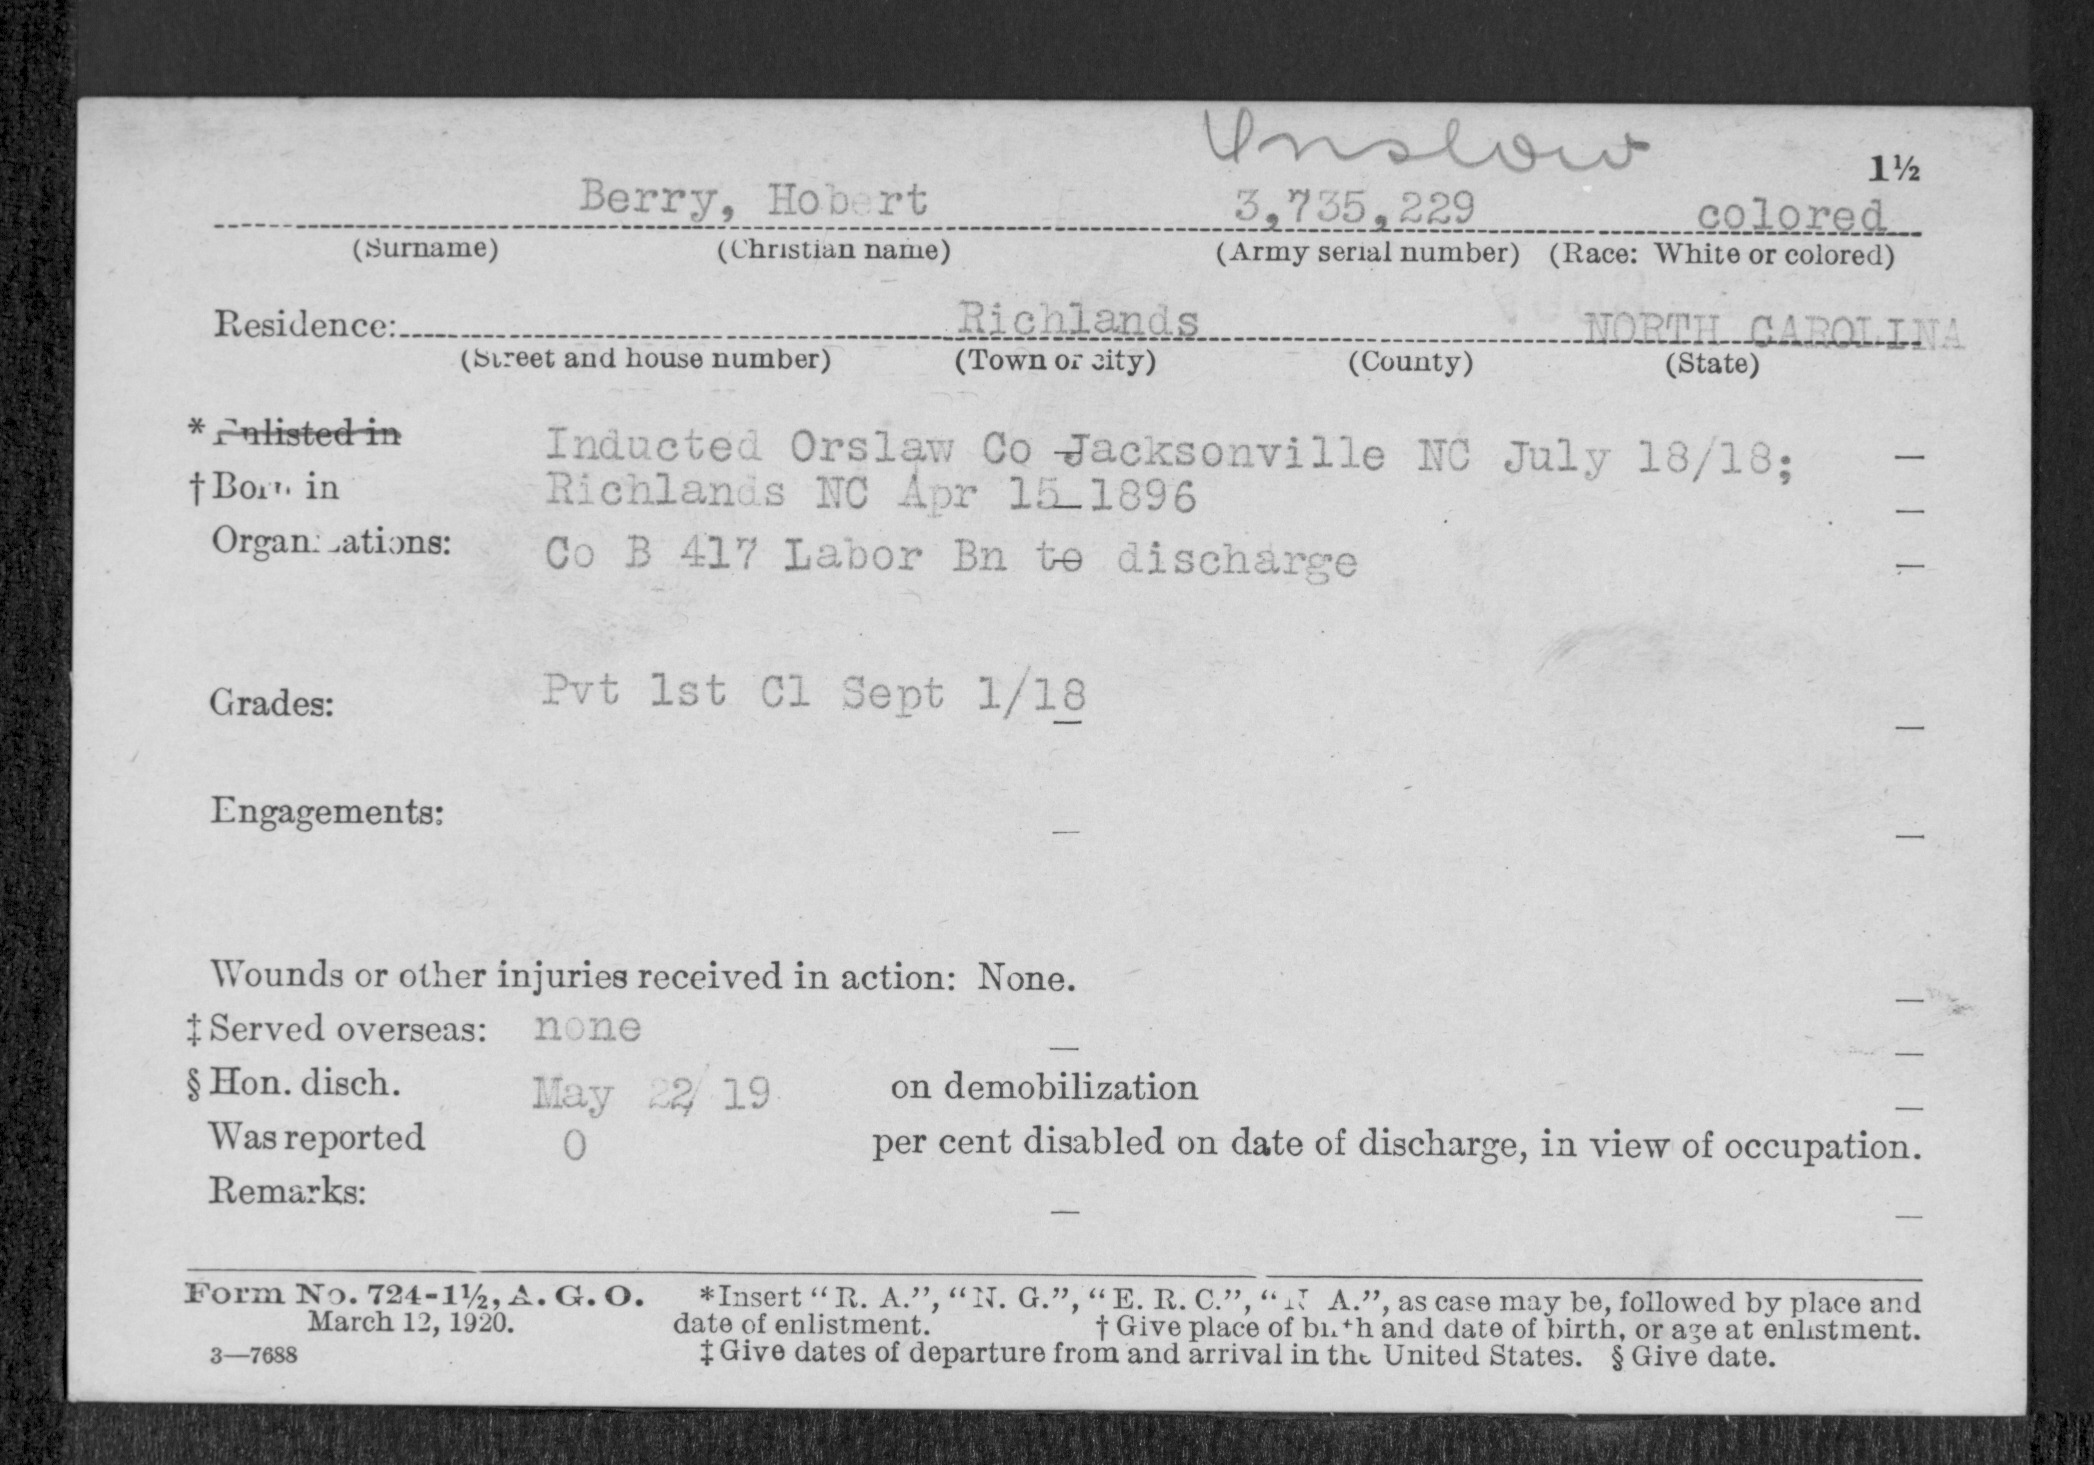 Onslow
1½
Berry, Hobert 3,735,229 colored
(Surname) (Christian name) (Army serial number) (Race: White or colored)
Residence: Richlands NORTH CAROLINA
(Street and house number) (Town or city) (County) (State)
* Enlisted in Inducted Orslaw Co Jacksonville NC July 18/18;
† Born in Richlands NC Apr 15 1896
Organizations: Co B 417 Labor Bn to discharge
Grades: Pvt 1st Cl Sept 1/18
Engagements:
Wounds or other injuries received in action: None.
‡ Served overseas: none
§ Hon. disch. May 22/19 on demobilization
Was reported 0 per cent disabled on date of discharge, in view of occupation.
Remarks:
Form No. 724-1½, A. G. O. *Insert "R. A.", "N. G.", "E. R. C.", "N A.", as case may be, followed by place and
March 12, 1920. date of enlistment. † Give place of birth and date of birth, or age at enlistment.
3—7688 ‡ Give dates of departure from and arrival in the United States. § Give date.